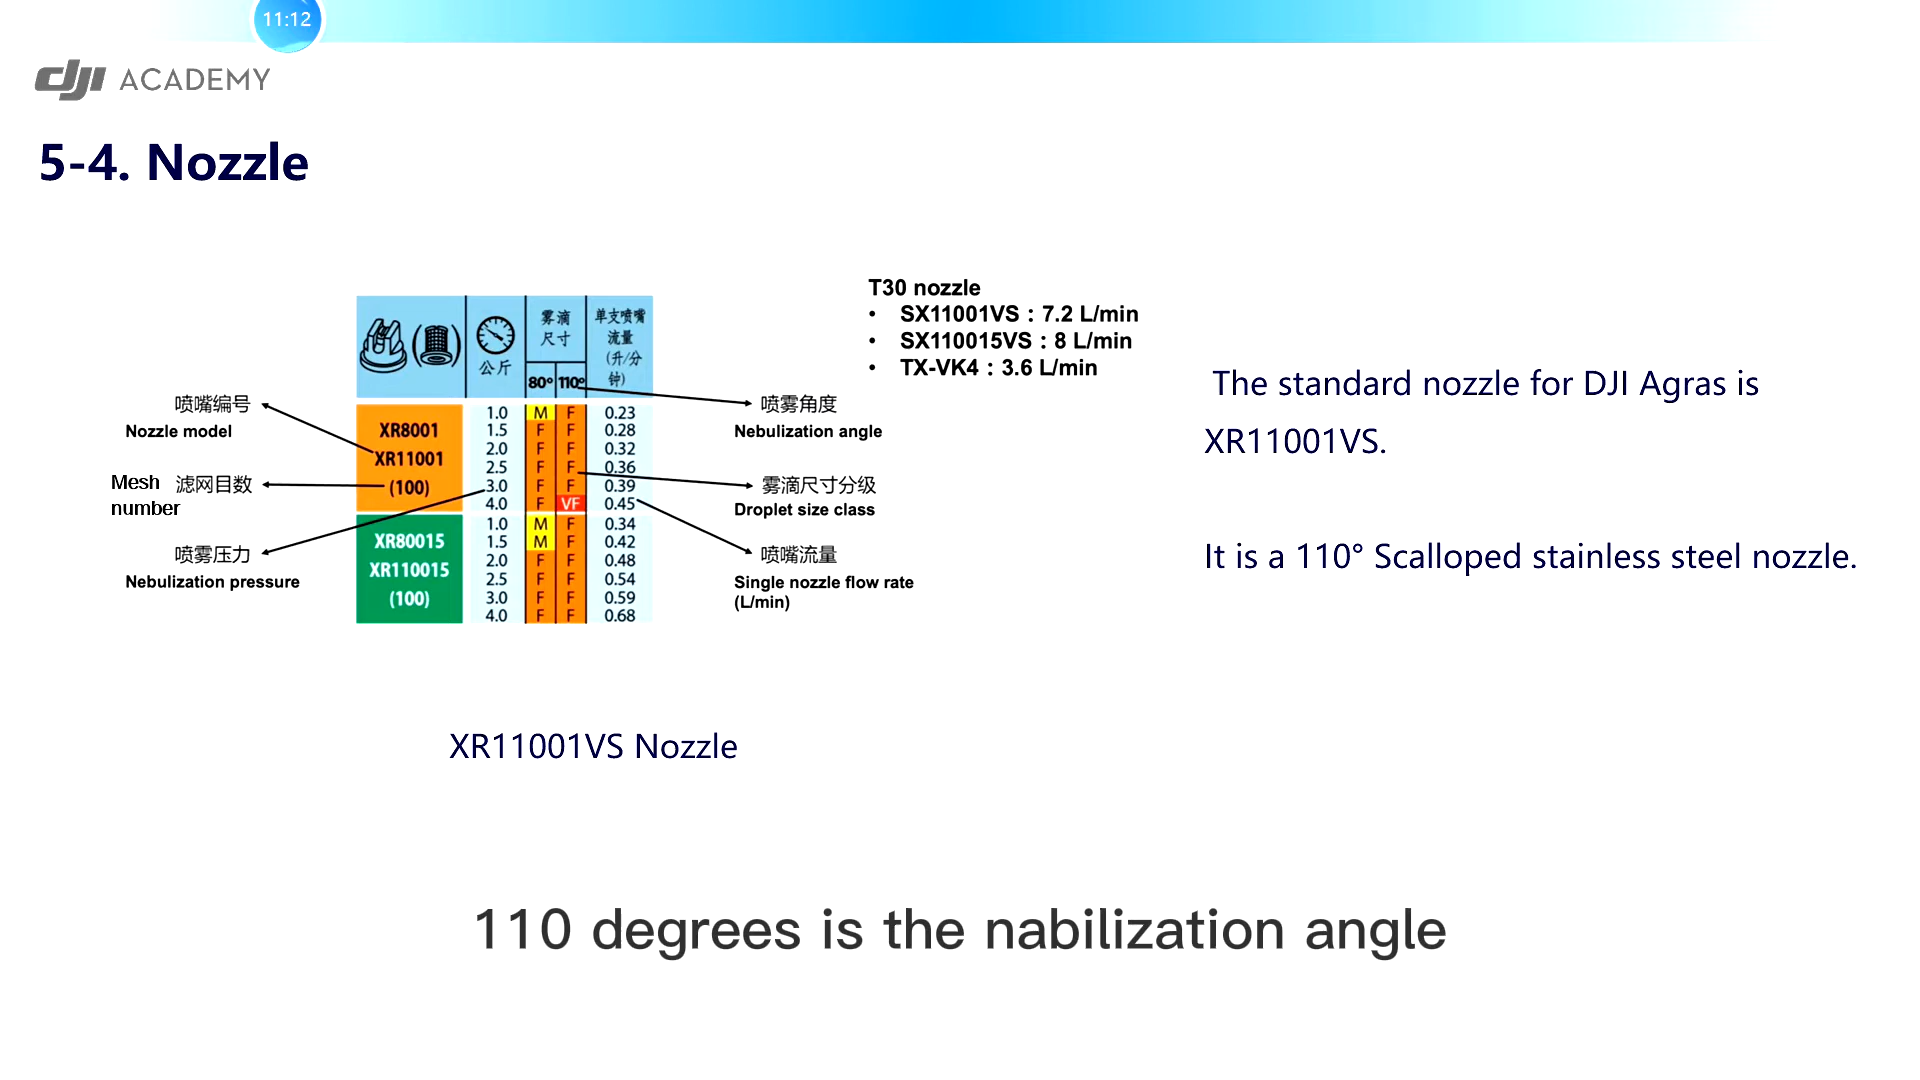 11:12
dji ACADEMY
5-4. Nozzle
T30 nozzle
• SX11001VS：7.2 L/min
• SX110015VS：8 L/min
• TX-VK4：3.6 L/min
公斤
雾滴
尺寸
80° 110°
单支喷嘴
流量
(升/分
钟)
喷嘴编号
Nozzle model
Mesh 滤网目数
number
喷雾压力
Nebulization pressure
XR8001
XR11001
(100)
1.0 M F 0.23
1.5 F F 0.28
2.0 F F 0.32
2.5 F F 0.36
3.0 F F 0.39
4.0 F VF 0.45
XR80015
XR110015
(100)
1.0 M F 0.34
1.5 M F 0.42
2.0 F F 0.48
2.5 F F 0.54
3.0 F F 0.59
4.0 F F 0.68
喷雾角度
Nebulization angle
雾滴尺寸分级
Droplet size class
喷嘴流量
Single nozzle flow rate
(L/min)
The standard nozzle for DJI Agras is
XR11001VS.
It is a 110° Scalloped stainless steel nozzle.
XR11001VS Nozzle
110 degrees is the nabilization angle